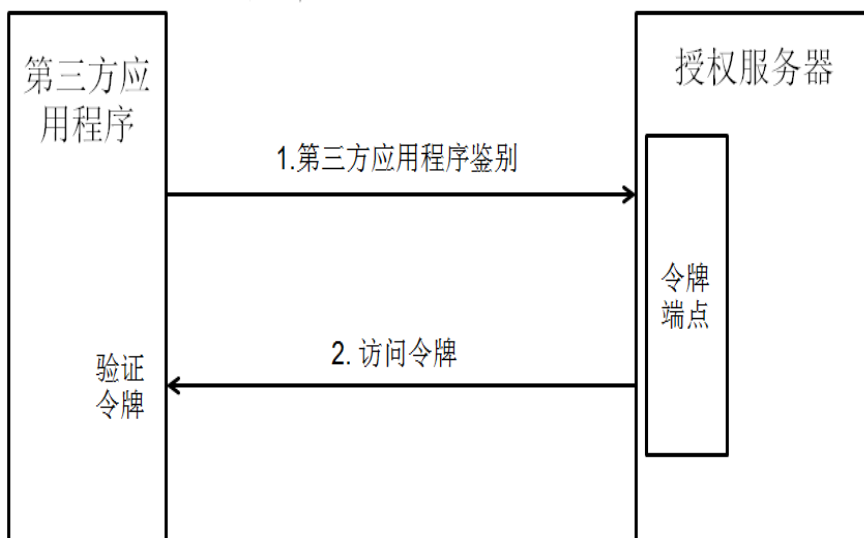 第三方应
用程序
授权服务器
1.第三方应用程序鉴别
令牌
端点
2. 访问令牌
验证
令牌